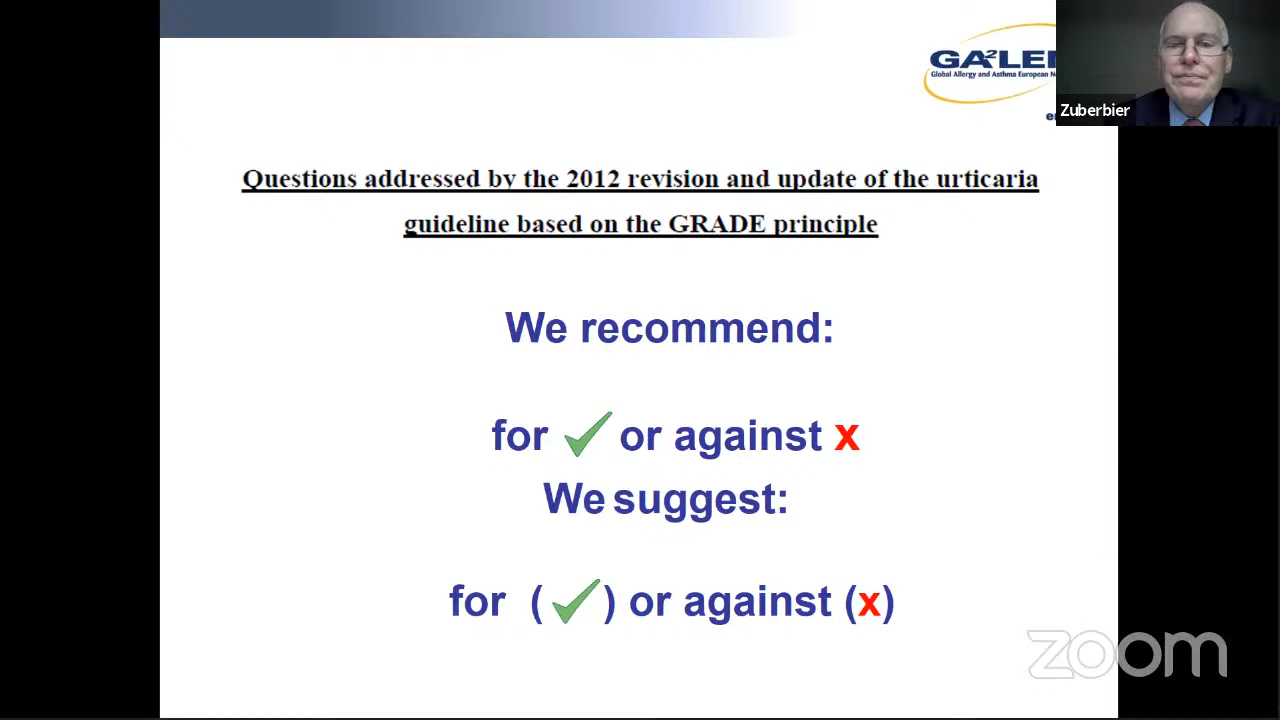 GA²LE
Global Allergy and Asthma European
Zuberbier
Questions addressed by the 2012 revision and update of the urticaria
guideline based on the GRADE principle
We recommend:
for ✓ or against x
We suggest:
for (✓) or against (x)
zoom